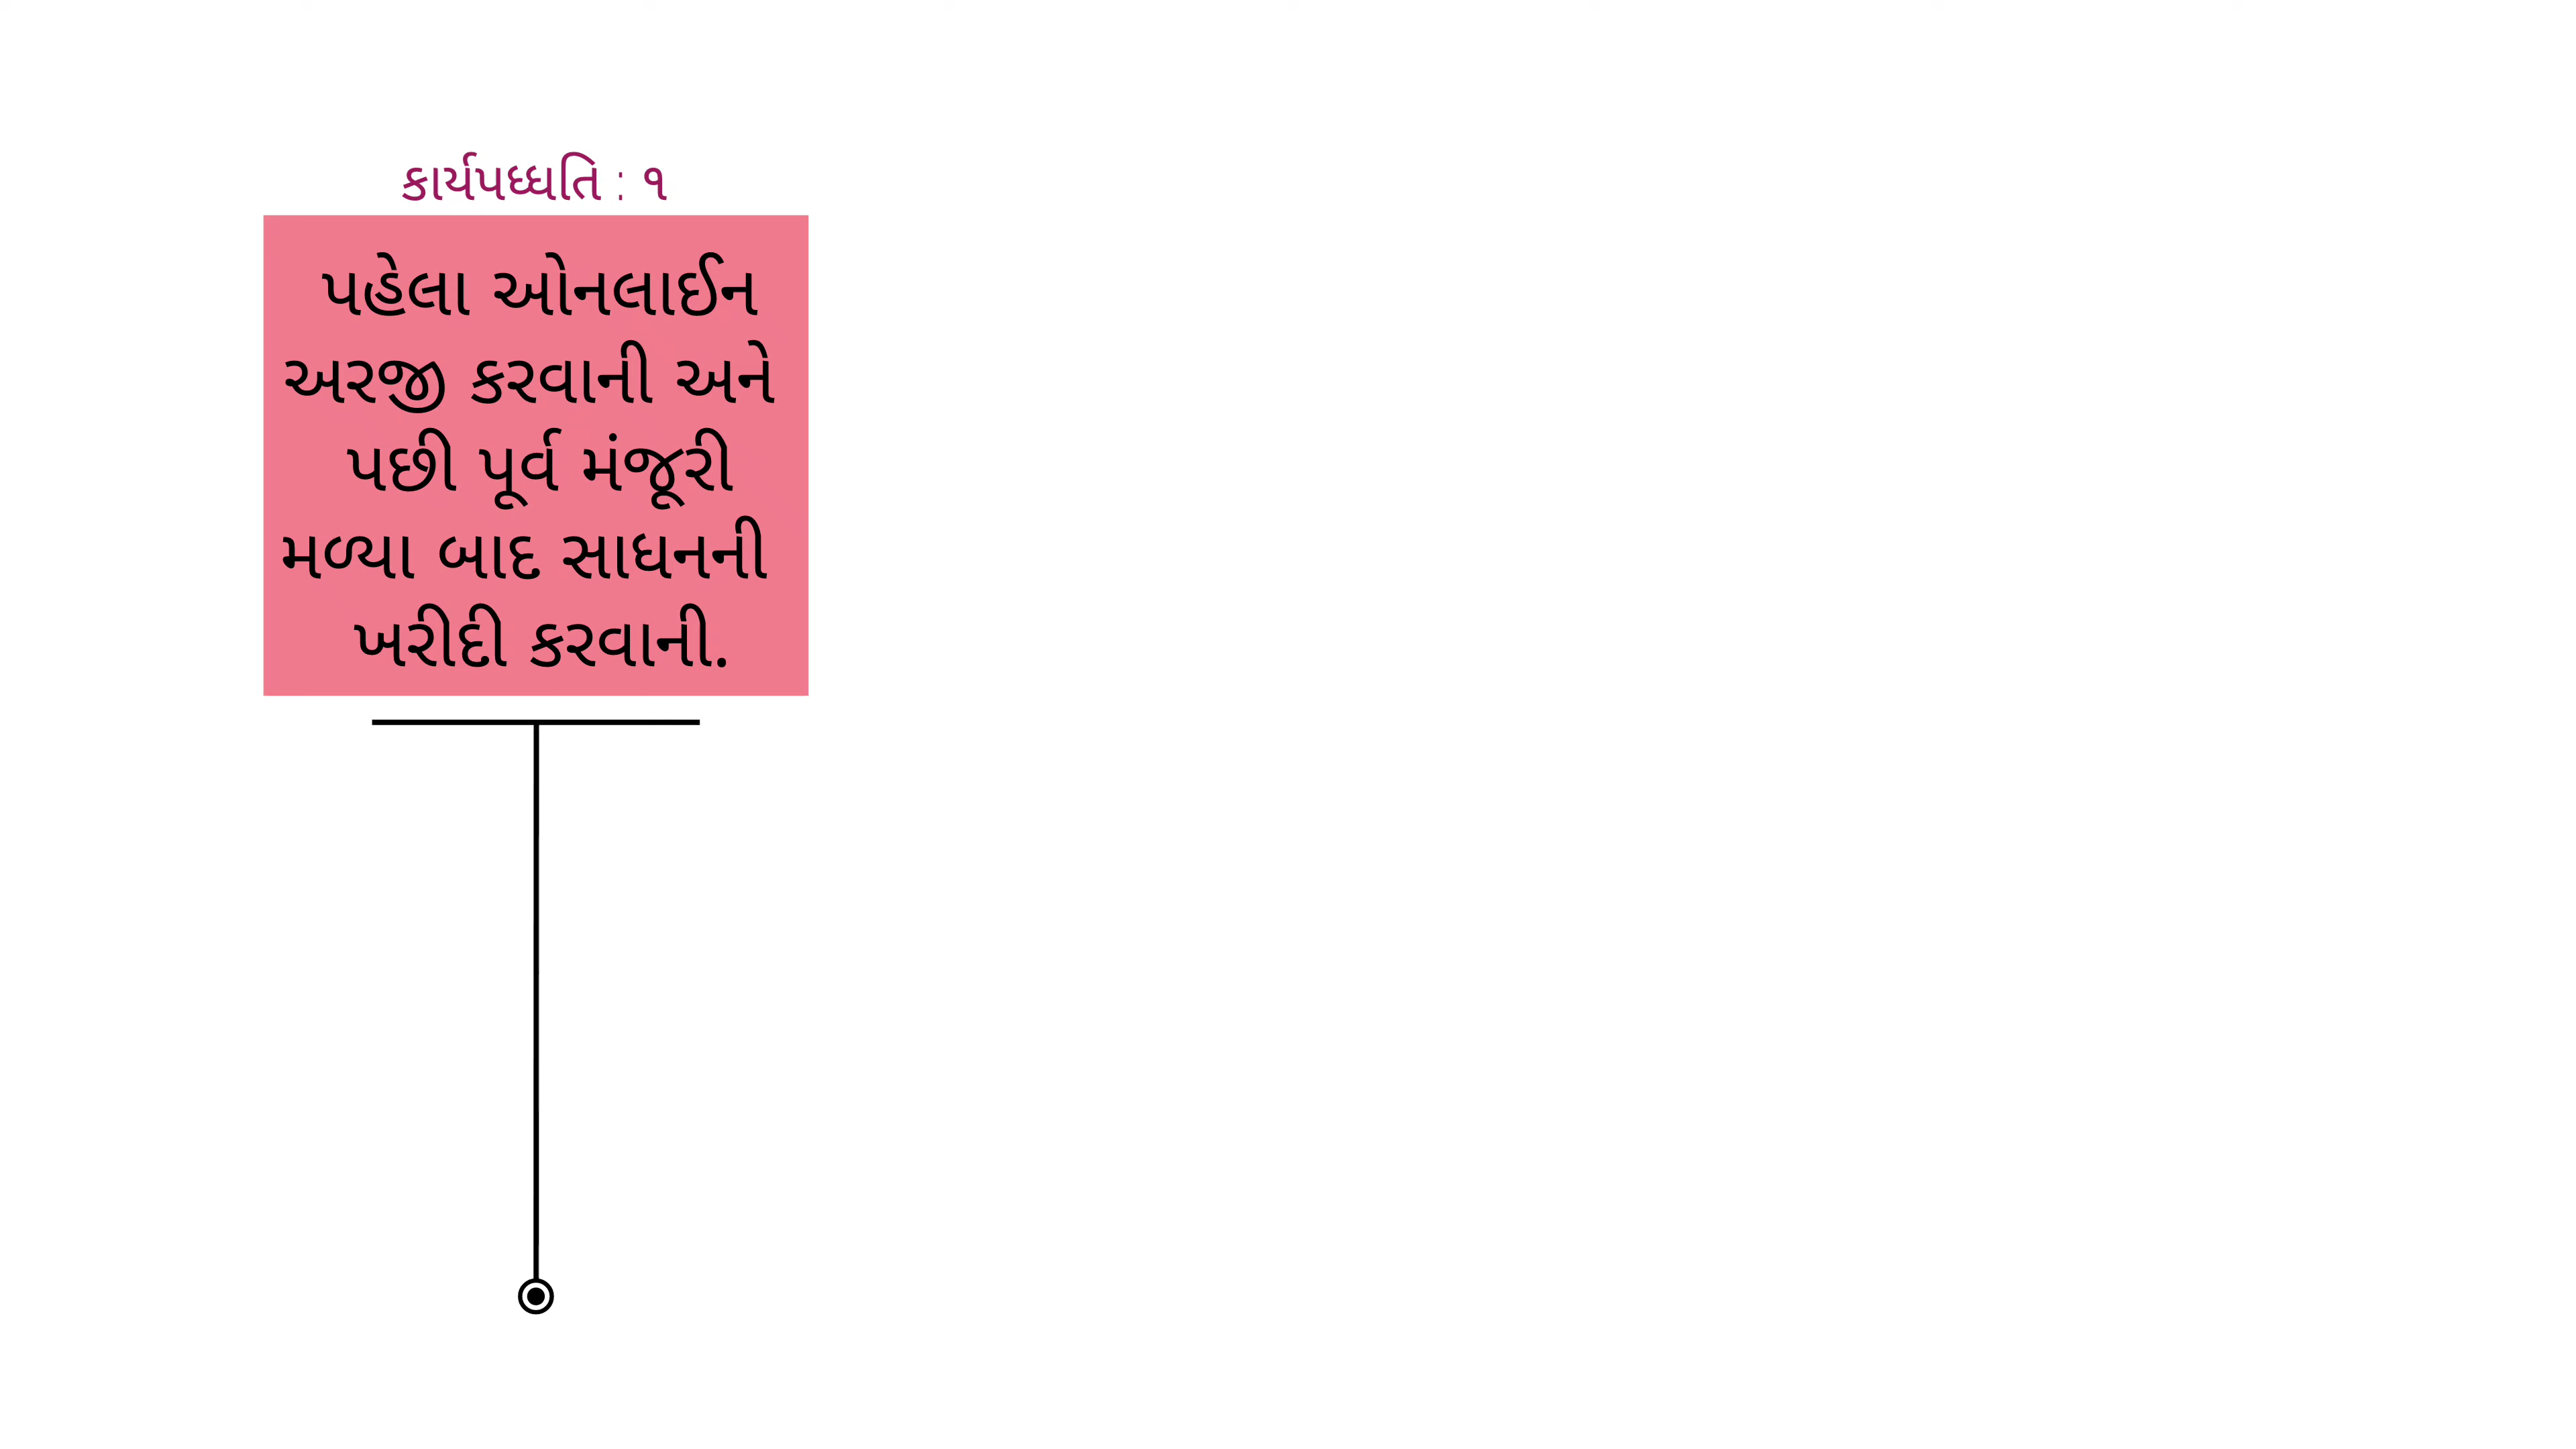 કાર્યપધ્ધતિ : ૧
પહેલા ઓનલાઈન
અરજી કરવાની અને
પછી પૂર્વ મંજૂરી
મળ્યા બાદ સાધનની
ખરીદી કરવાની.